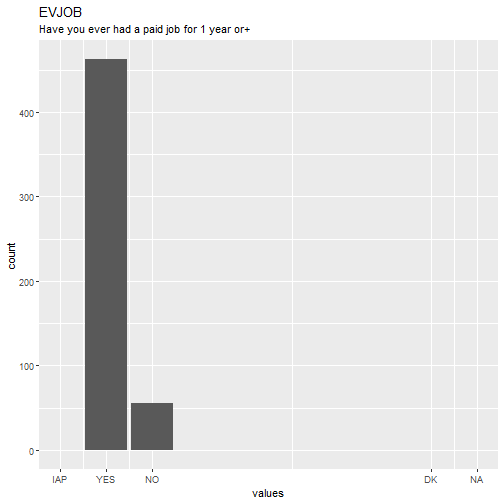 EVJOB
Have you ever had a paid job for 1 year or+
count
400
300
200
100
0
IAP YES NO DK NA
values